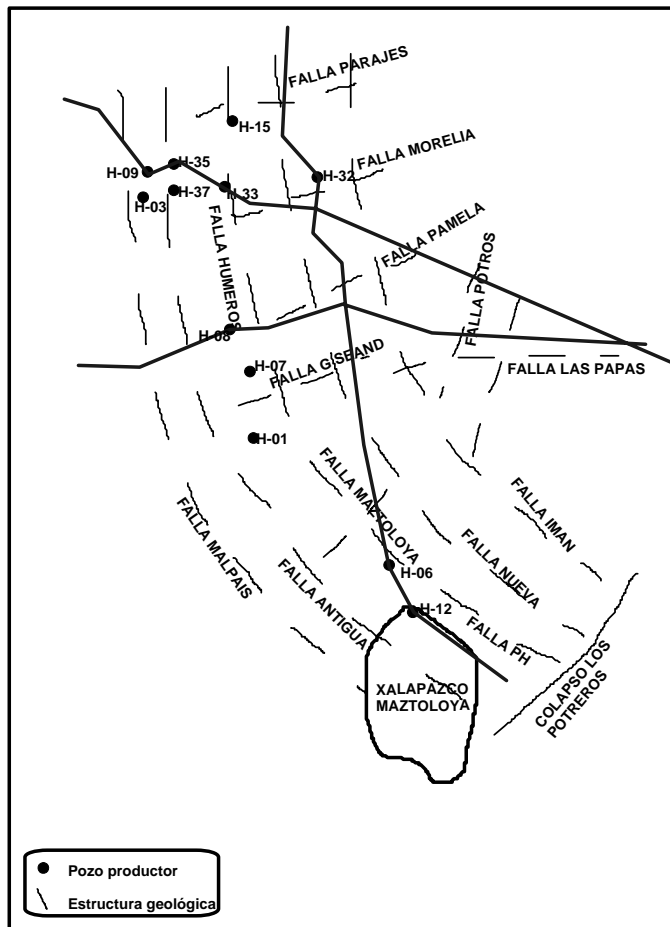 FALLA PARAJES
H-15
FALLA MORELIA
H-35
H-09
H-32
H-37
H-33
H-03
FALLA HUMEROS
FALLA PAMELA
FALLA POTROS
H-08
H-07
FALLA GISEAND
FALLA LAS PAPAS
H-01
FALLA MAZTOLOYA
FALLA MALPAIS
FALLA IMAN
FALLA NUEVA
H-06
FALLA ANTIGUA
H-12
FALLA PH
XALAPAZCO
MAZTOLOYA
COLAPSO LOS
POTREROS
Pozo productor
Estructura geológica